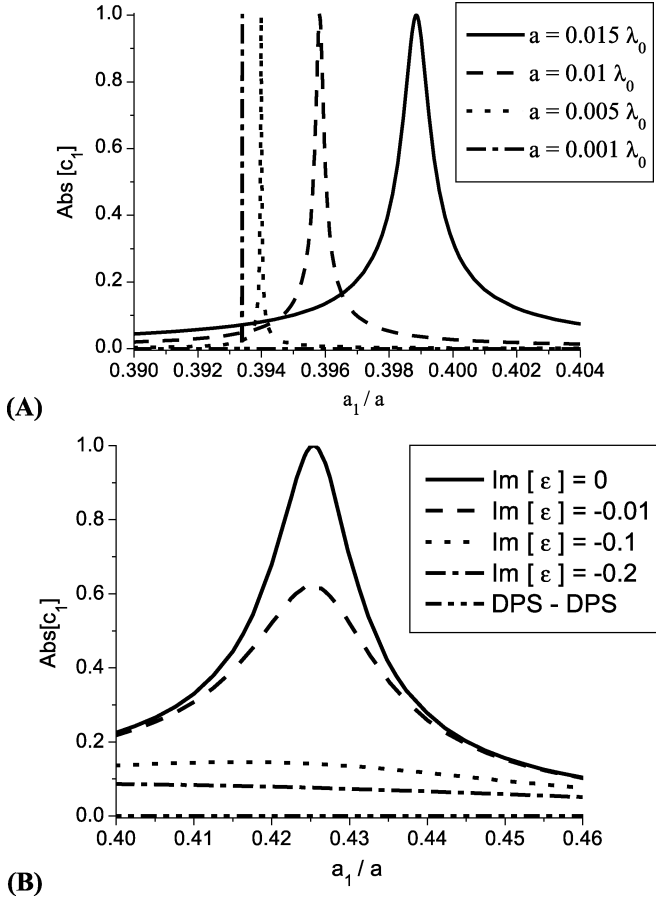 1.0
0.8
0.6
0.4
0.2
0.0
Abs [c1]
0.390 0.392 0.394 0.396 0.398 0.400 0.402 0.404
a1 / a
a = 0.015 λ0
a = 0.01 λ0
a = 0.005 λ0
a = 0.001 λ0
(A)
1.0
0.8
0.6
0.4
0.2
0.0
Abs[c1]
0.40 0.41 0.42 0.43 0.44 0.45 0.46
a1 / a
Im [ ε ] = 0
Im [ ε ] = -0.01
Im [ ε ] = -0.1
Im [ ε ] = -0.2
DPS - DPS
(B)